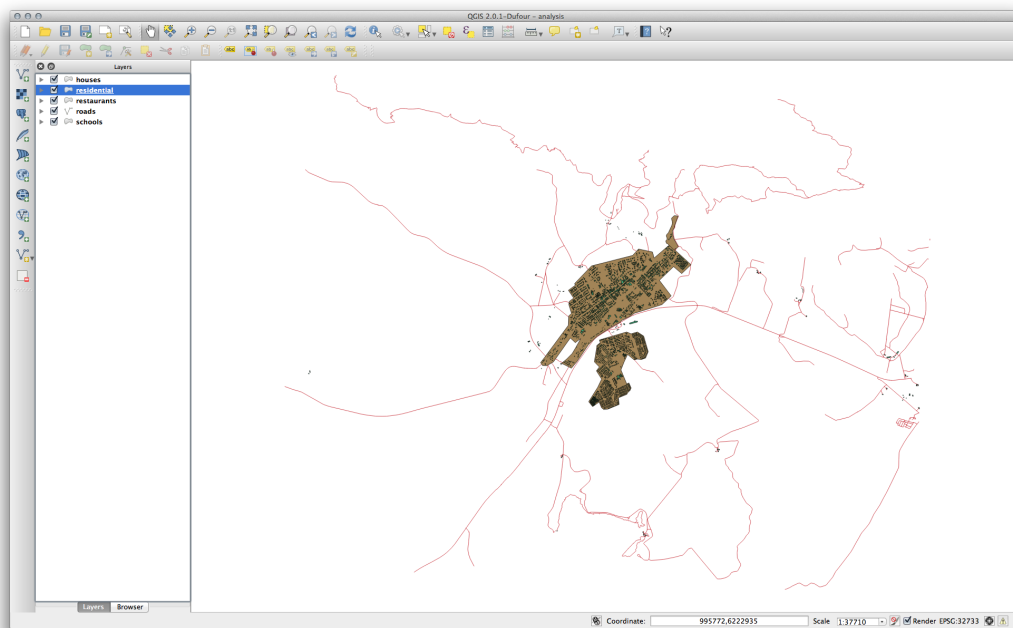 QGIS 2.0.1-Dufour - analysis
Layers
houses
residential
restaurants
roads
schools
Layers Browser
Coordinate: 995772,6222935 Scale 1:37710 Render EPSG:32733